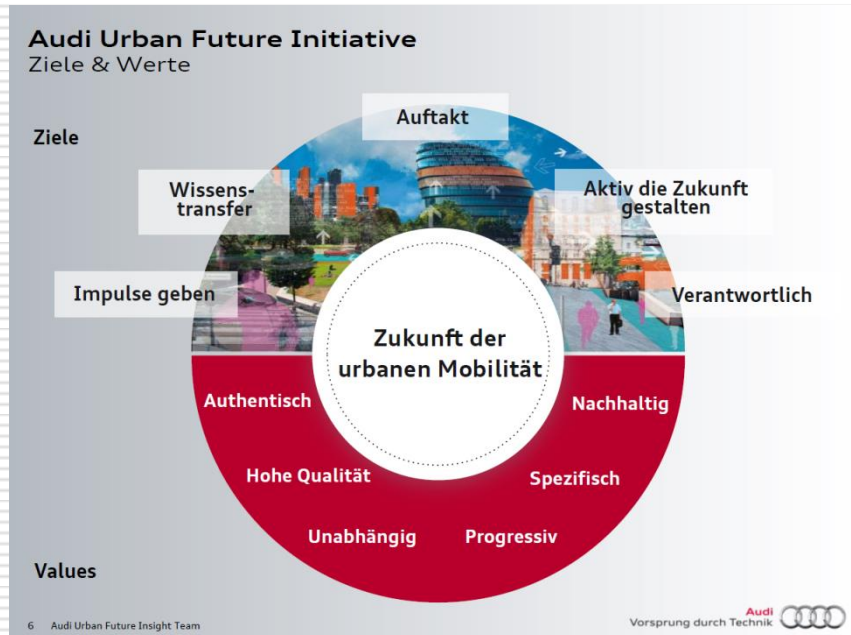 Audi Urban Future Initiative
Ziele & Werte
Ziele
Auftakt
Wissens-
transfer
Aktiv die Zukunft
gestalten
Impulse geben
Verantwortlich
Zukunft der
urbanen Mobilität
Authentisch
Nachhaltig
Hohe Qualität
Spezifisch
Unabhängig
Progressiv
Values
6 Audi Urban Future Insight Team
Audi
Vorsprung durch Technik